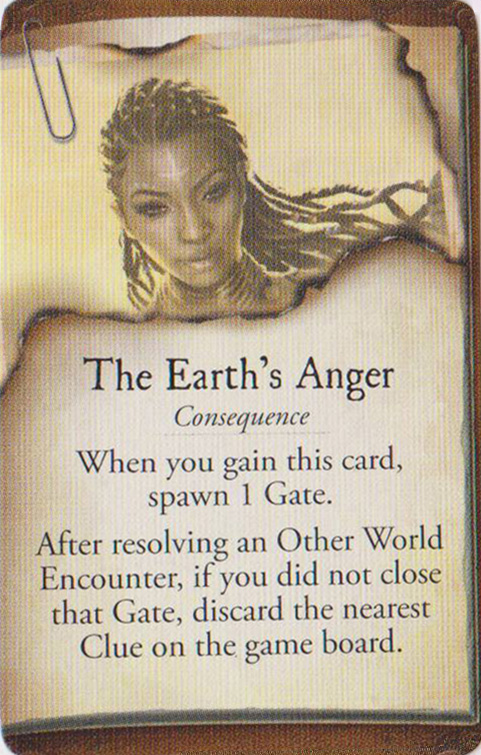 The Earth's Anger
Consequence
When you gain this card,
spawn 1 Gate.
After resolving an Other World
Encounter, if you did not close
that Gate, discard the nearest
Clue on the game board.